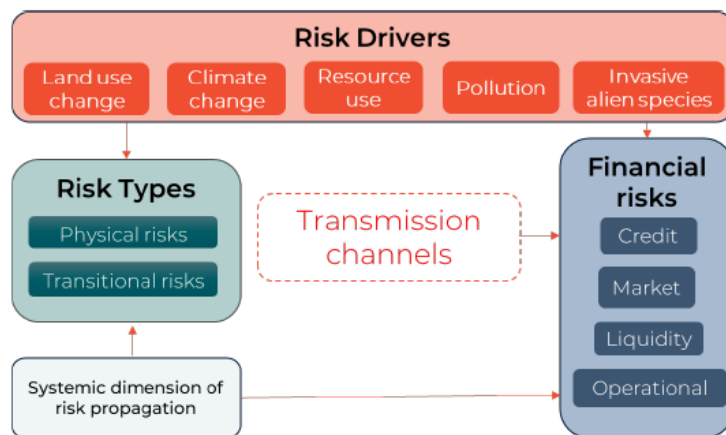 Risk Drivers
Land use
change
Climate
change
Resource
use
Pollution
Invasive
alien species
Risk Types
Physical risks
Transitional risks
Transmission
channels
Financial
risks
Credit
Market
Liquidity
Operational
Systemic dimension of
risk propagation